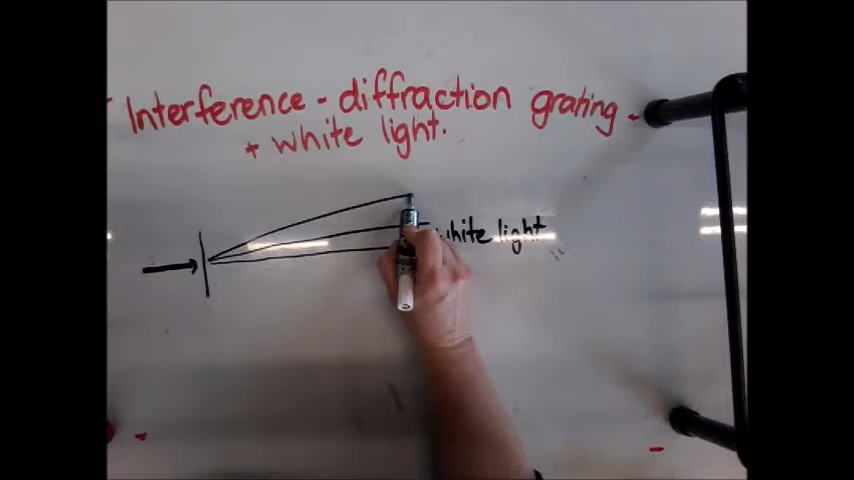 Interference - diffraction grating -
+ white light.
white light